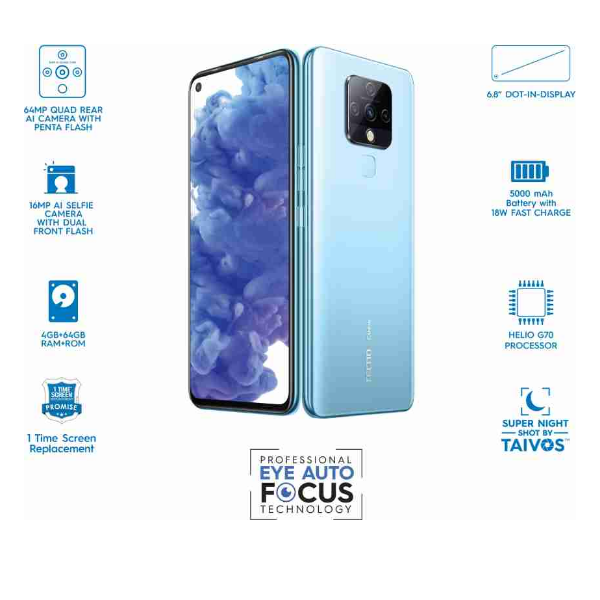 64MP QUAD REAR
AI CAMERA WITH
PENTA FLASH
16MP AI SELFIE
CAMERA
WITH DUAL
FRONT FLASH
4GB+64GB
RAM+ROM
1 TIME
SCREEN
PROMISE
1 Time Screen
Replacement
TECNO
6.8" DOT-IN-DISPLAY
5000 mAh
Battery with
18W FAST CHARGE
HELIO G70
PROCESSOR
SUPER NIGHT
SHOT BY
TAIVOS™
PROFESSIONAL
EYE AUTO
FOCUS
TECHNOLOGY